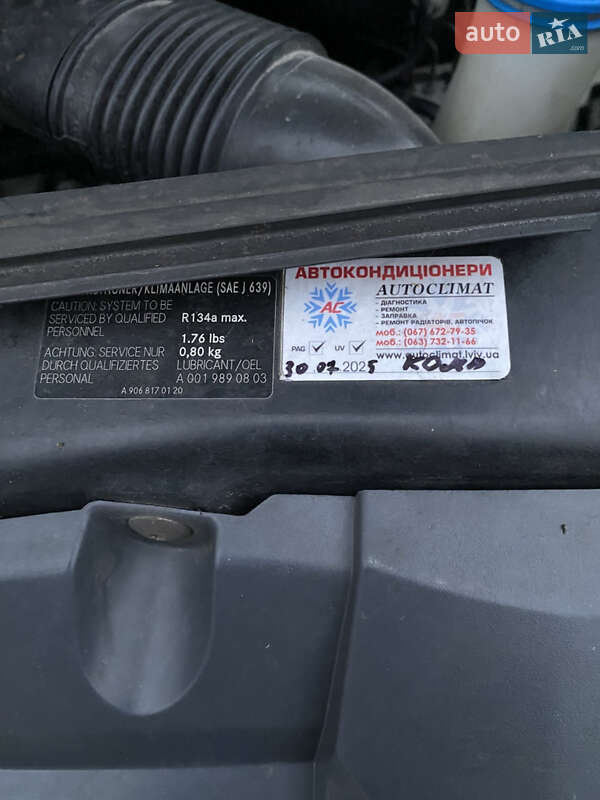 auto RIA .com
/KLIMAANLAGE (SAE J 639)
CAUTION: SYSTEM TO BE
SERVICED BY QUALIFIED
PERSONNEL
R134a max.
1.76 lbs
ACHTUNG. SERVICE NUR
DURCH QUALIFIZIERTES
PERSONAL
0,80 kg
LUBRICANT/OEL
A 001 989 08 03
A 906 817 01 20
АВТОКОНДИЦІОНЕРИ
AUTOCLIMAT
AC
- ДІАГНОСТИКА
- РЕМОНТ
- ЗАПРАВКА
- РЕМОНТ РАДІАТОРІВ, АВТОПІЧОК
моб.: (067) 672-79-35
моб.: (063) 732-11-66
www.autoclimat.lviv.ua
PAG UV
30 07 2025